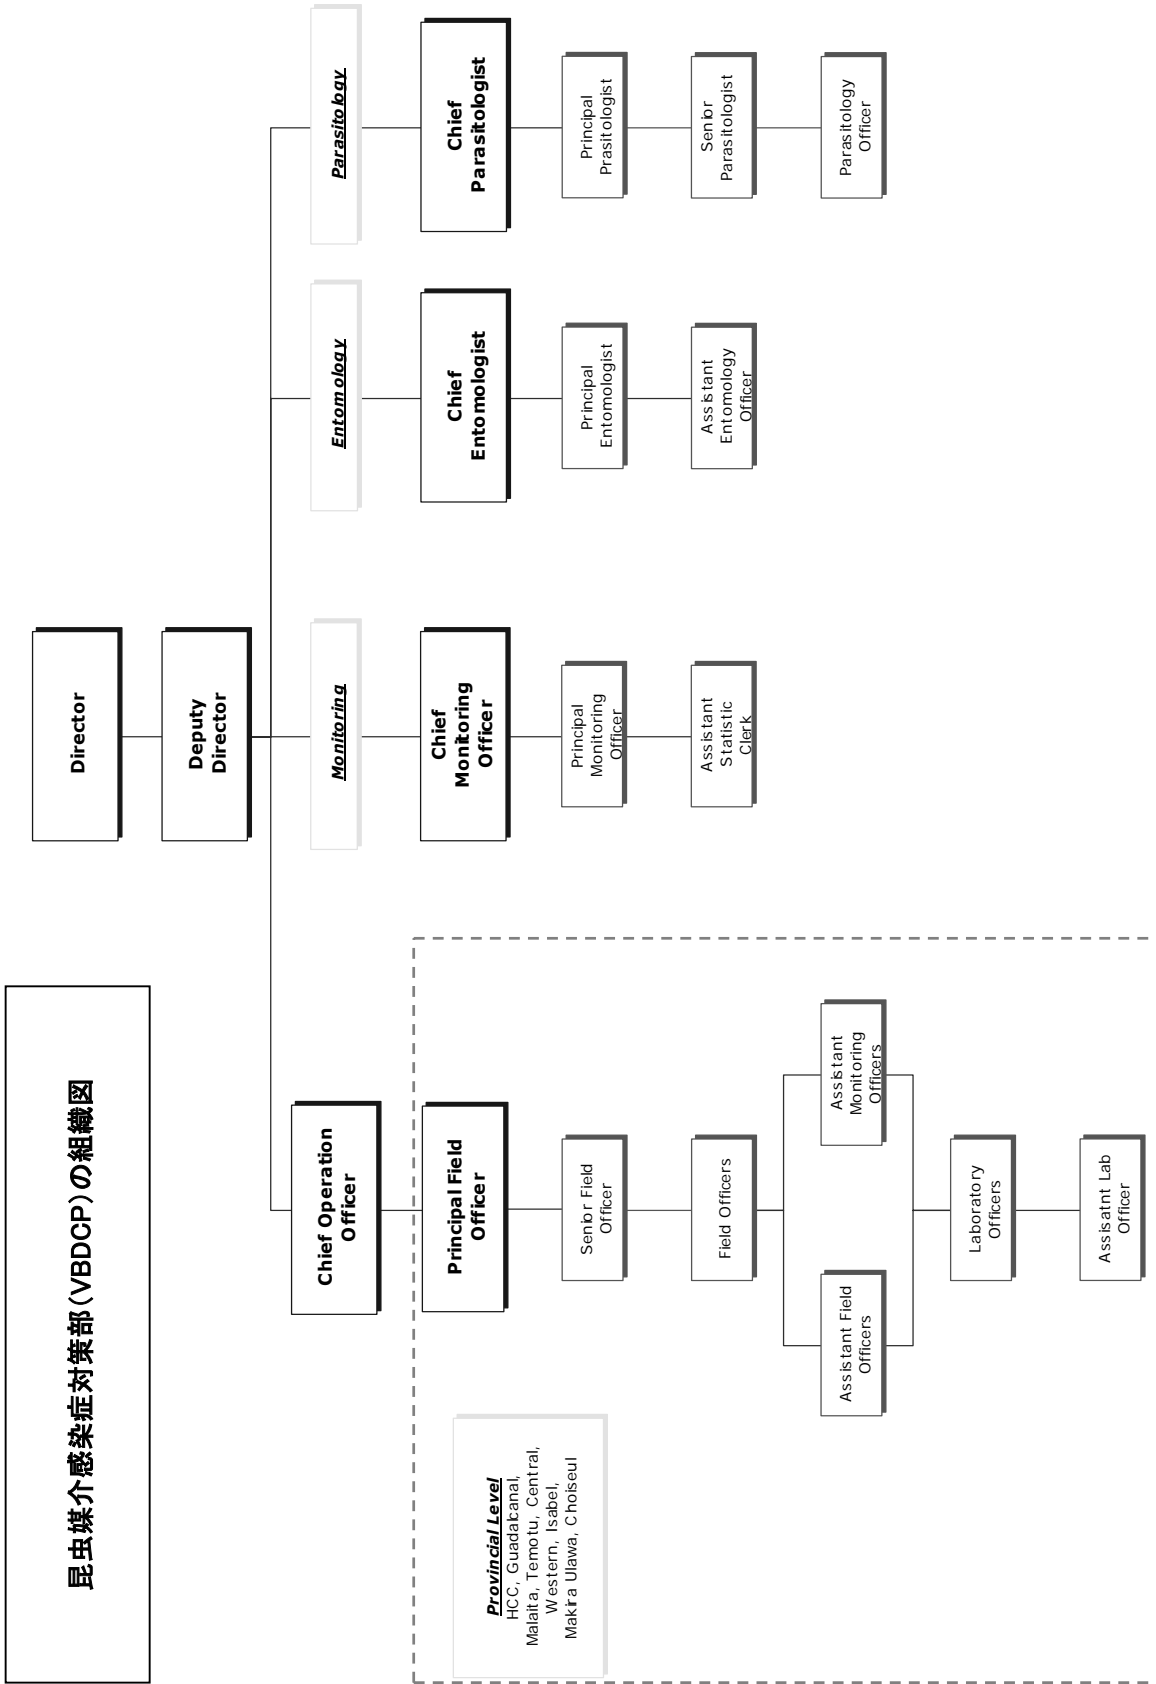 昆虫媒介感染症対策部(VBDCP)の組織図
Director
Deputy
Director
Chief Operation
Officer
Monitoring
Entomology
Parasitology
Principal Field
Officer
Chief
Monitoring
Officer
Chief
Entomologist
Chief
Parasitologist
Provincial Level
HCC, Guadalcanal,
Malaita, Temotu, Central,
Western, Isabel,
Makira Ulawa, Choiseul
Senior Field
Officer
Principal
Monitoring
Officer
Principal
Entomologist
Principal
Prasitologist
Field Officers
Assistant
Statistic
Clerk
Assistant
Entomology
Officer
Senior
Parasitologist
Assistant Field
Officers
Assistant
Monitoring
Officers
Parasitology
Officer
Laboratory
Officers
Assisatnt Lab
Officer